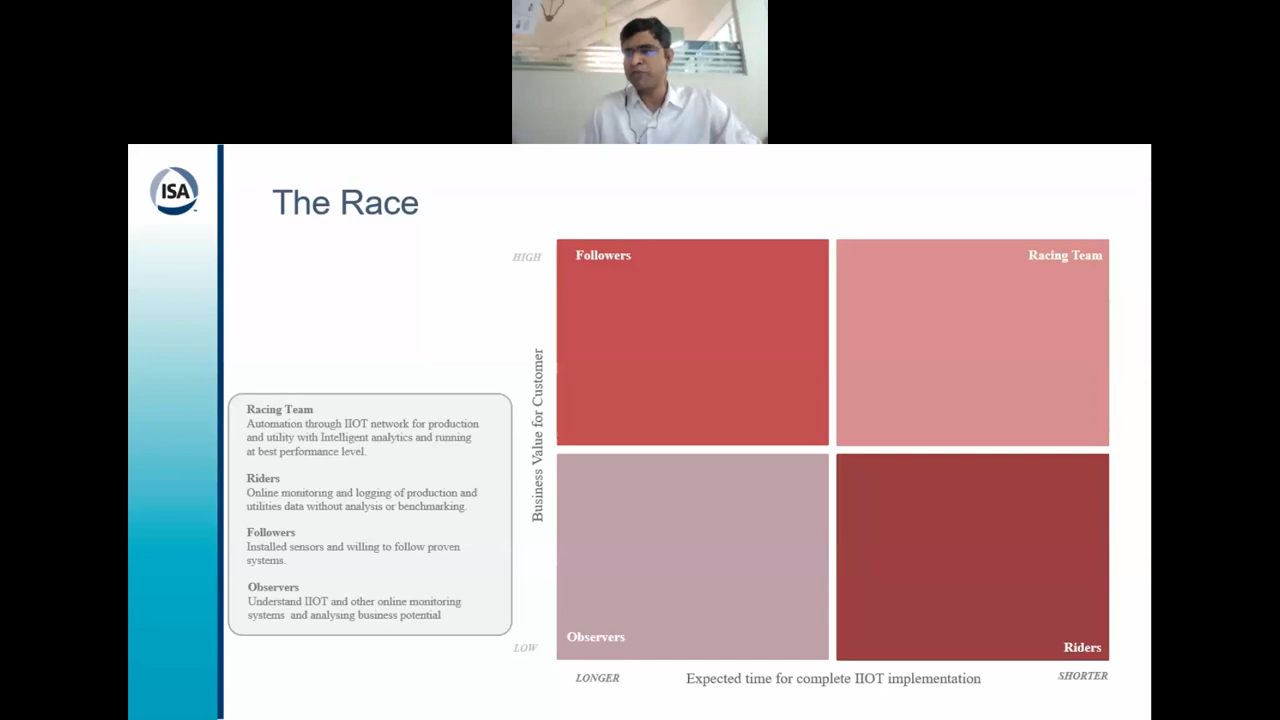 ISA
The Race
HIGH
Followers
Racing Team
Business Value for Customer
Racing Team
Automation through IIOT network for production
and utility with Intelligent analytics and running
at best performance level.
Riders
Online monitoring and logging of production and
utilities data without analysis or benchmarking.
Followers
Installed sensors and willing to follow proven
systems.
Observers
Understand IIOT and other online monitoring
systems and analysing business potential
Observers
Riders
LOW
LONGER
Expected time for complete IIOT implementation
SHORTER